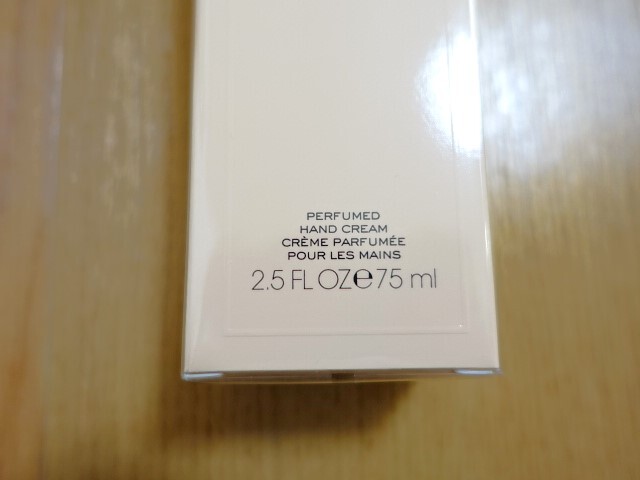 PERFUMED
HAND CREAM
CRÈME PARFUMÉE
POUR LES MAINS
2,5 FL OZ℮75 ml